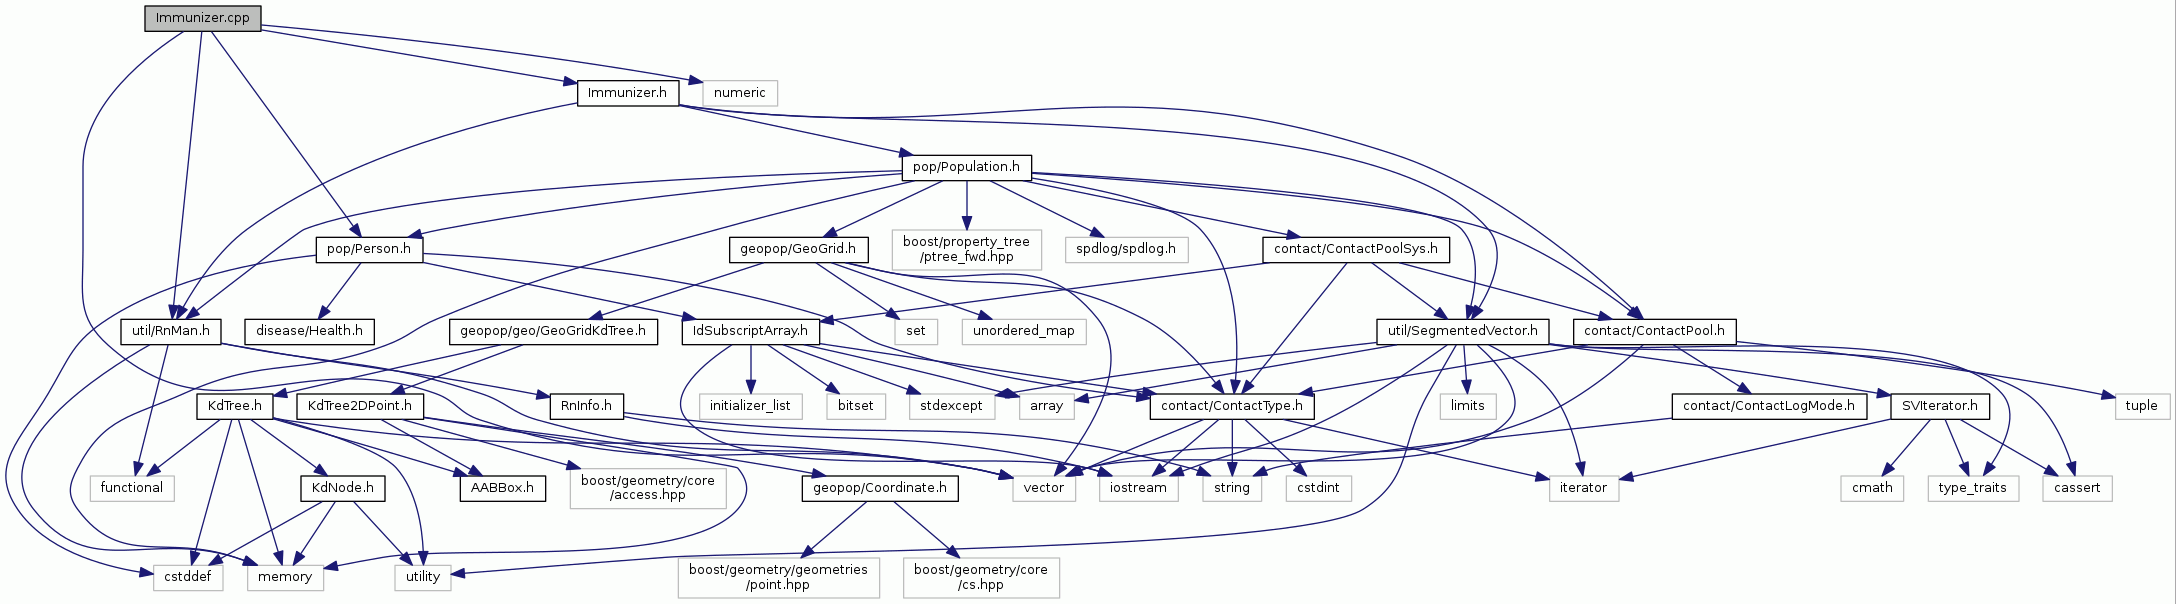 Immunizer.cpp
Immunizer.h
numeric
pop/Population.h
pop/Person.h
geopop/GeoGrid.h
boost/property_tree
/ptree_fwd.hpp
spdlog/spdlog.h
contact/ContactPoolSys.h
util/RnMan.h
disease/Health.h
geopop/geo/GeoGridKdTree.h
IdSubscriptArray.h
set
unordered_map
util/SegmentedVector.h
contact/ContactPool.h
KdTree.h
KdTree2DPoint.h
RnInfo.h
initializer_list
bitset
stdexcept
array
contact/ContactType.h
limits
contact/ContactLogMode.h
SVIterator.h
tuple
functional
KdNode.h
AABBox.h
boost/geometry/core
/access.hpp
geopop/Coordinate.h
vector
iostream
string
cstdint
iterator
cmath
type_traits
cassert
cstddef
memory
utility
boost/geometry/geometries
/point.hpp
boost/geometry/core
/cs.hpp